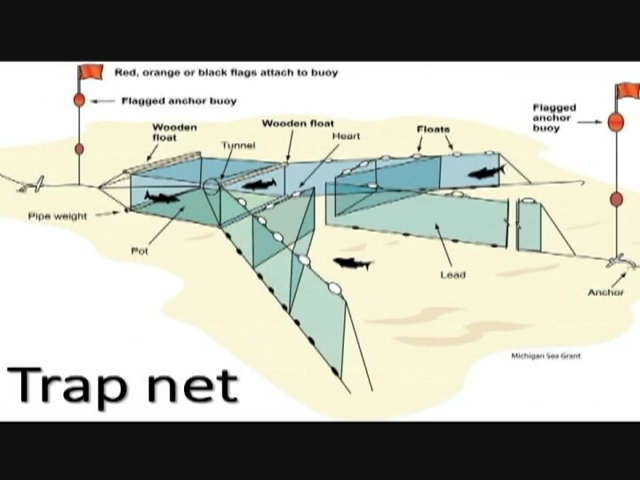 Red, orange or black flags attach to buoy
Flagged anchor buoy
Flagged
anchor
buoy
Wooden
float
Wooden float
Tunnel
Heart
Floats
Pipe weight
Pot
Lead
Anchor
Michigan Sea Grant
Trap net